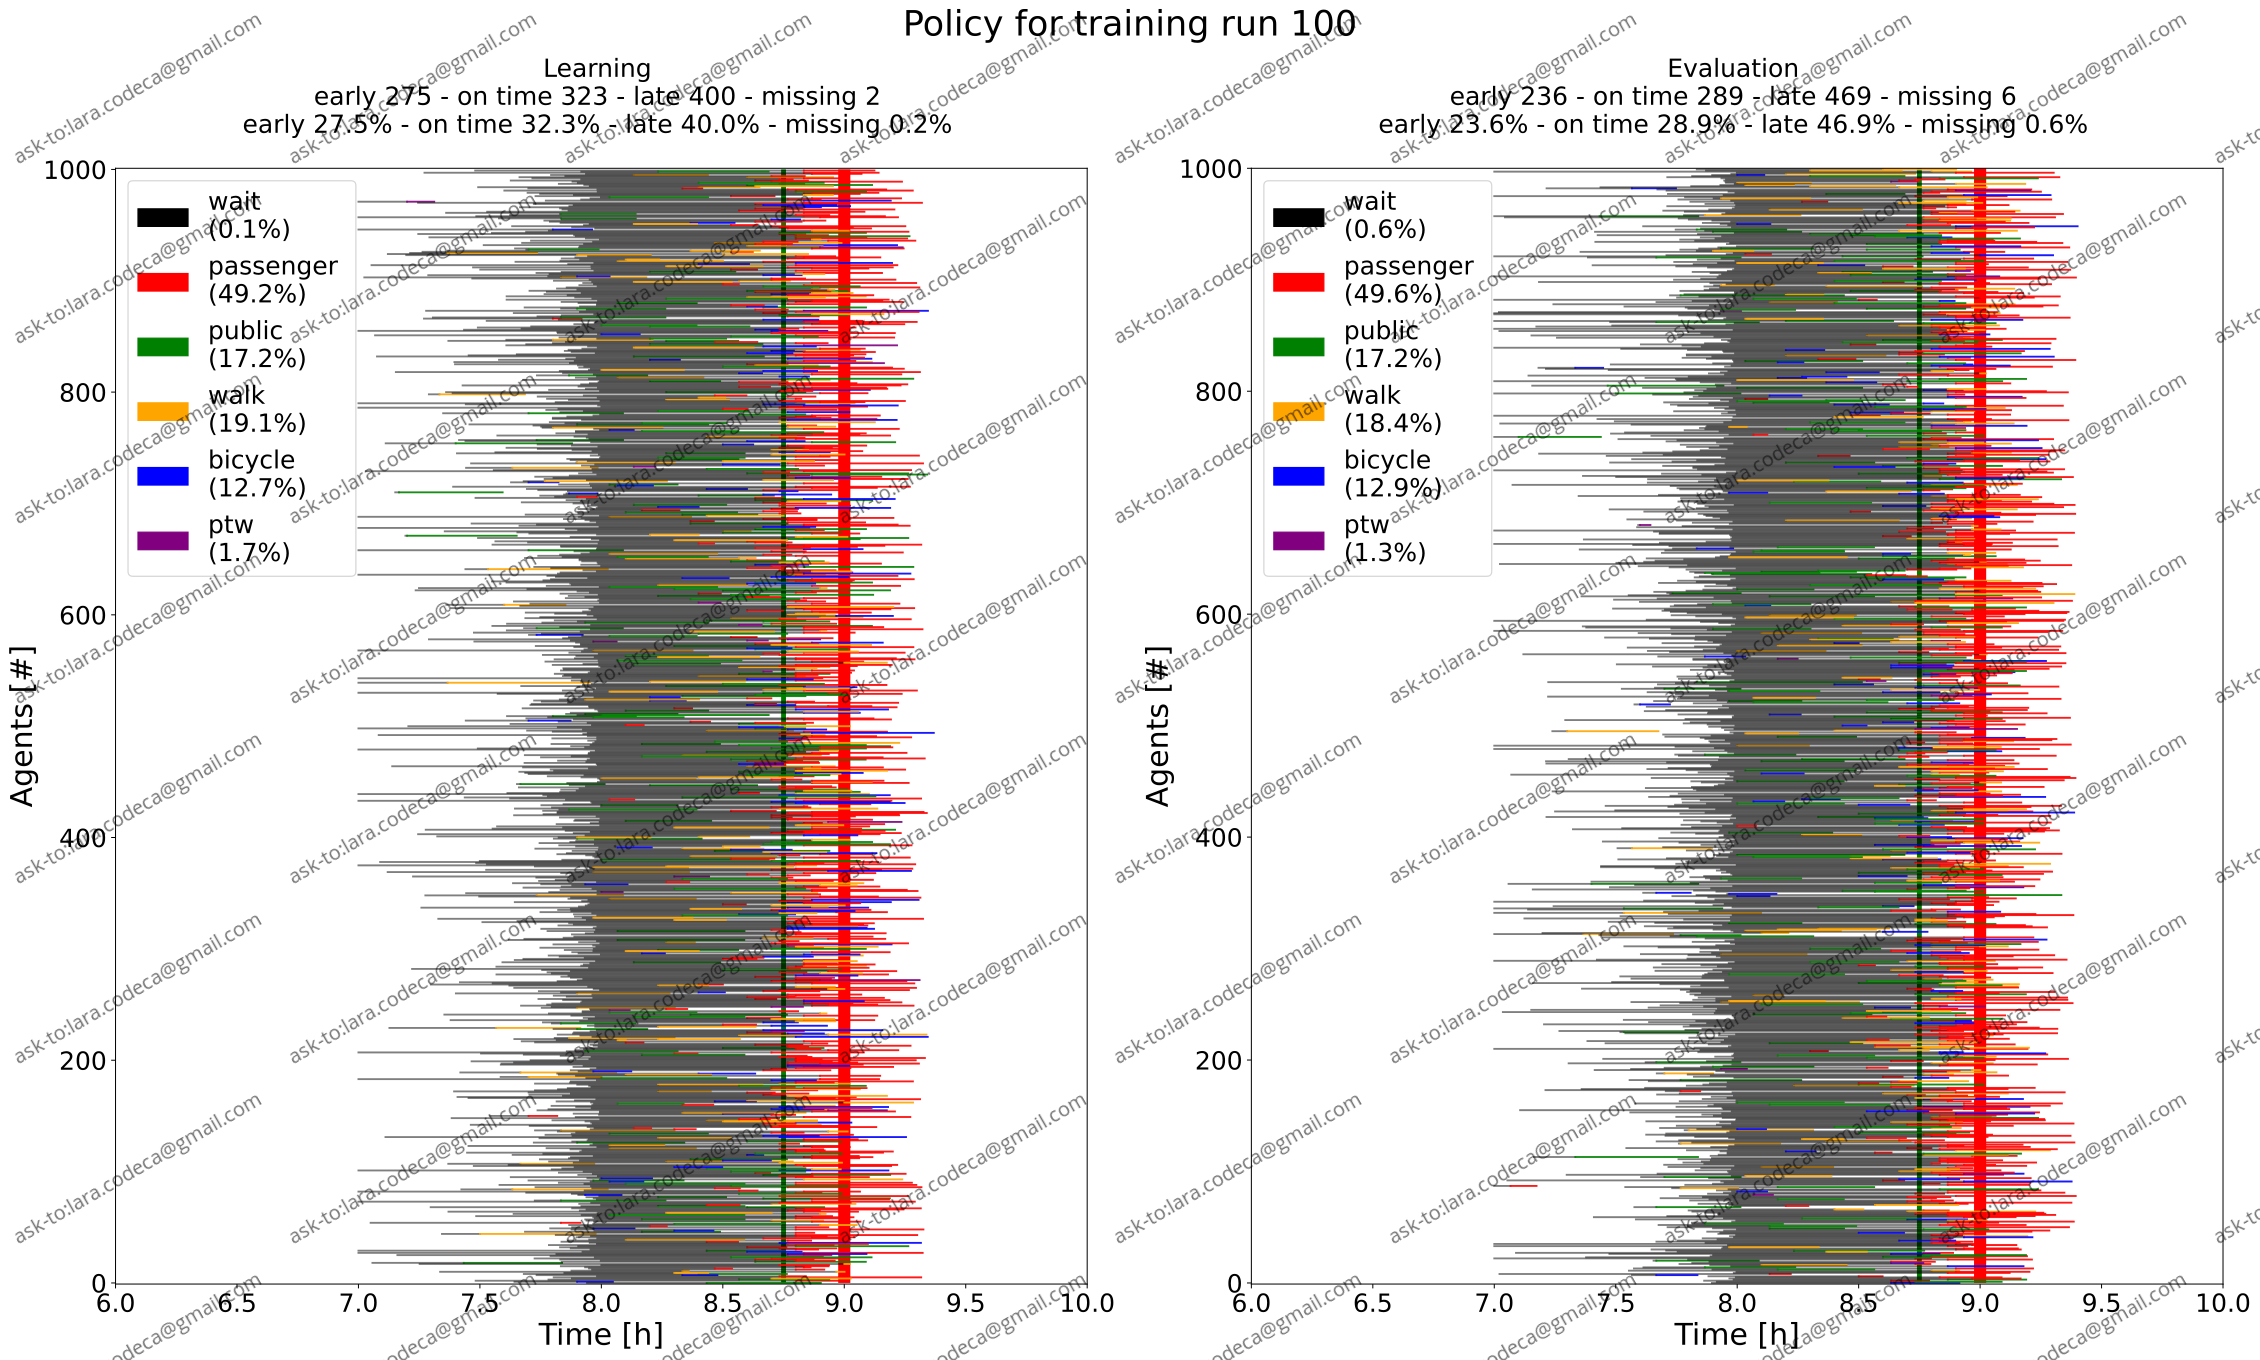 Policy for training run 100
Learning
early 275 - on time 323 - late 400 - missing 2
early 27.5% - on time 32.3% - late 40.0% - missing 0.2%
1000
800
600
400
200
0
Agents [#]
wait
(0.1%)
passenger
(49.2%)
public
(17.2%)
walk
(19.1%)
bicycle
(12.7%)
ptw
(1.7%)
6.0 6.5 7.0 7.5 8.0 8.5 9.0 9.5 10.0
Time [h]
Evaluation
early 236 - on time 289 - late 469 - missing 6
early 23.6% - on time 28.9% - late 46.9% - missing 0.6%
1000
800
600
400
200
0
Agents [#]
wait
(0.6%)
passenger
(49.6%)
public
(17.2%)
walk
(18.4%)
bicycle
(12.9%)
ptw
(1.3%)
6.0 6.5 7.0 7.5 8.0 8.5 9.0 9.5 10.0
Time [h]
ask-to:lara.codeca@gmail.com